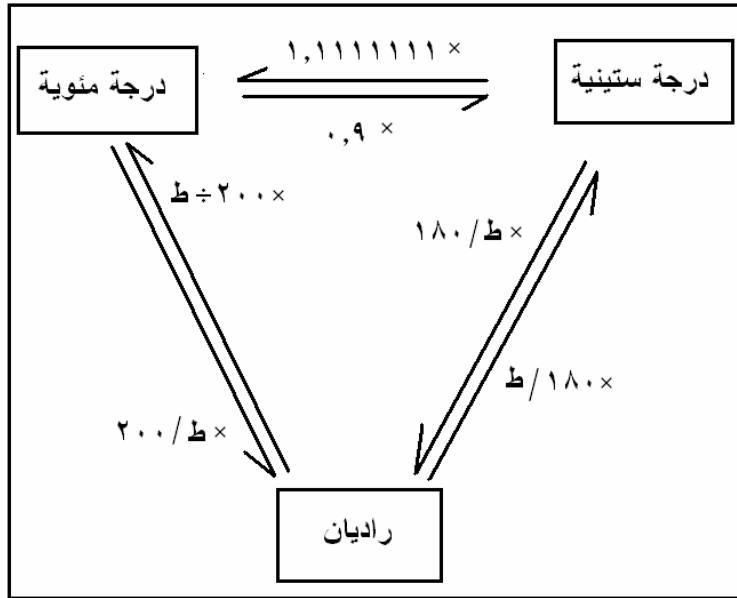 × ١,١١١١١١١
درجة ستينية
درجة مئوية
× ٠,٩
×٢٠٠÷ ط
× ط/ ١٨٠
×١٨٠/ ط
× ط/ ٢٠٠
راديان